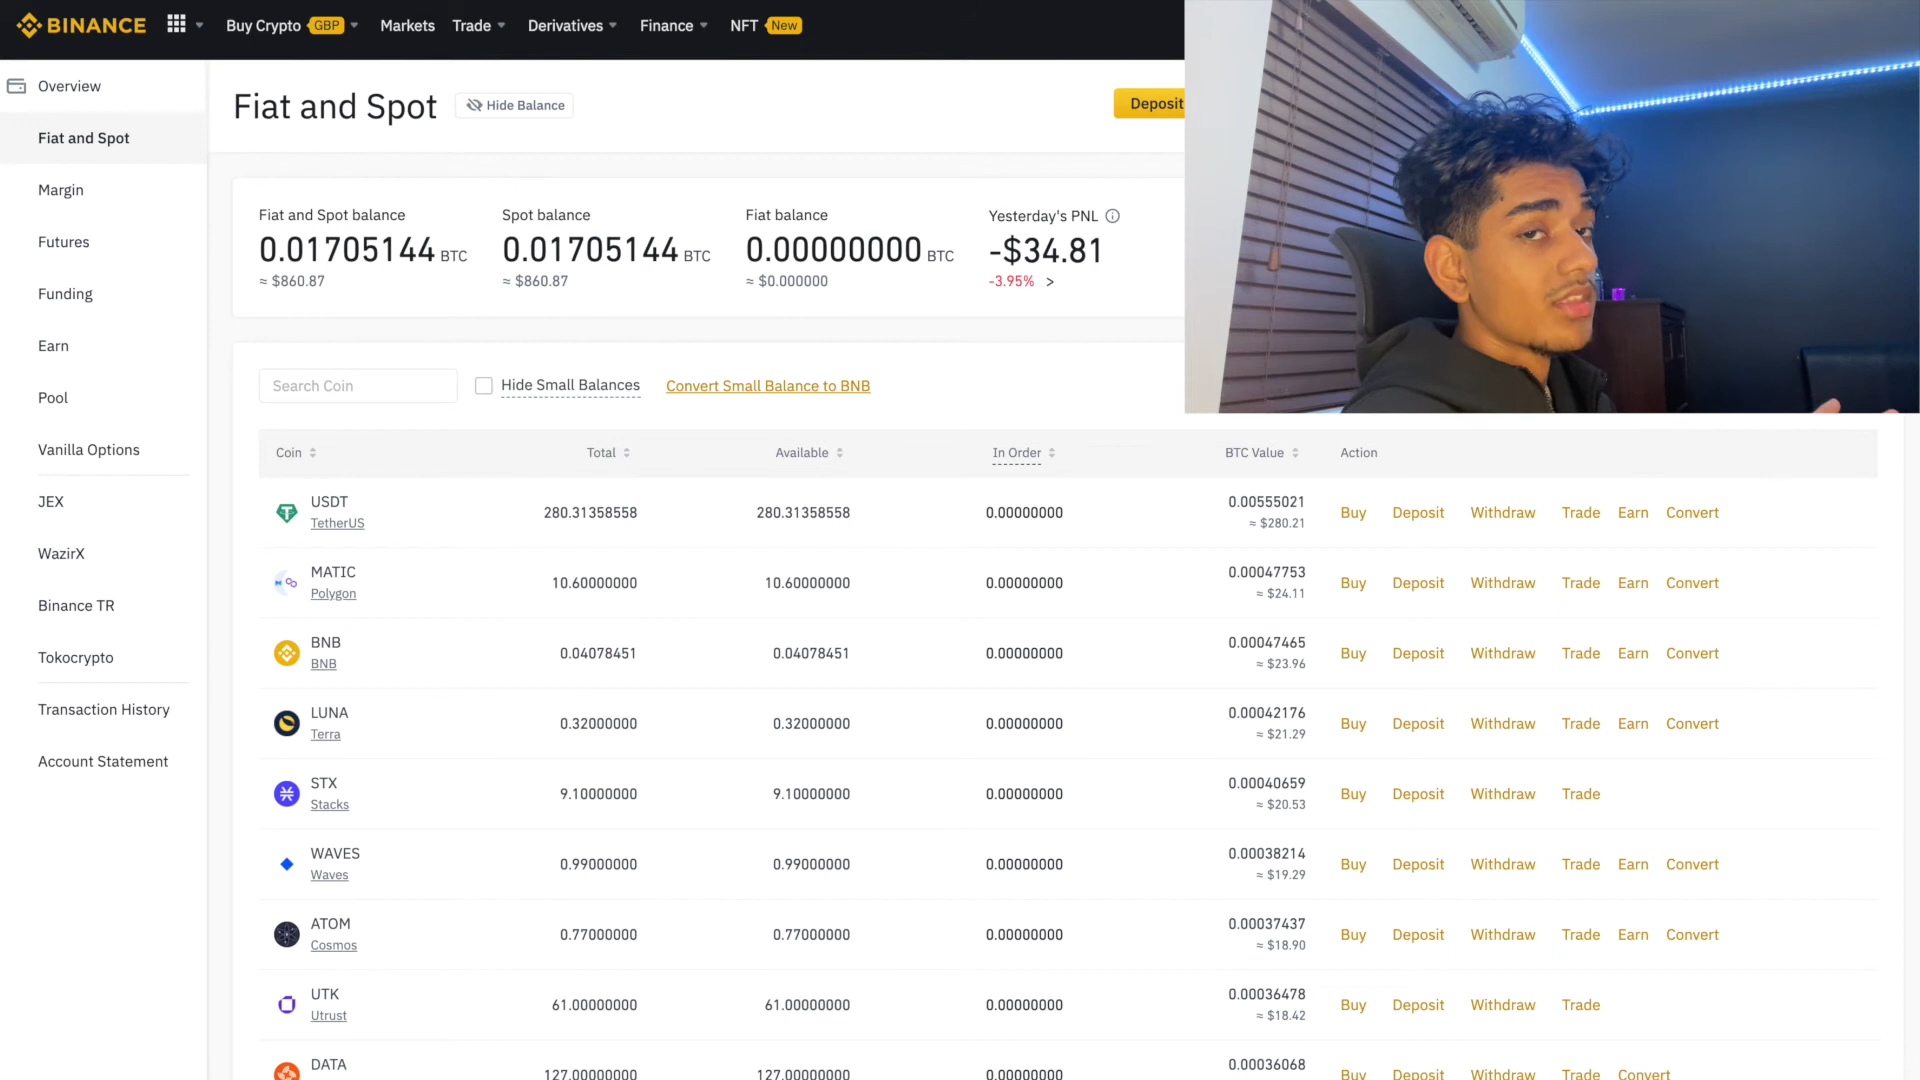 BINANCE
Buy Crypto GBP Markets Trade Derivatives Finance NFT New
Overview
Fiat and Spot
Margin
Futures
Funding
Earn
Pool
Vanilla Options
JEX
WazirX
Binance TR
Tokocrypto
Transaction History
Account Statement
Fiat and Spot Hide Balance Deposit
Fiat and Spot balance Spot balance Fiat balance Yesterday's PNL
0.01705144 BTC 0.01705144 BTC 0.00000000 BTC -$34.81
≈ $860.87 ≈ $860.87 ≈ $0.000000 -3.95% >
Search Coin Hide Small Balances Convert Small Balance to BNB
Coin Total Available In Order BTC Value Action
USDT 0.00555021
280.31358558 280.31358558 0.00000000 Buy Deposit Withdraw Trade Earn Convert
TetherUS ≈ $280.21
MATIC 0.00047753
10.60000000 10.60000000 0.00000000 Buy Deposit Withdraw Trade Earn Convert
Polygon ≈ $24.11
BNB 0.00047465
0.04078451 0.04078451 0.00000000 Buy Deposit Withdraw Trade Earn Convert
BNB ≈ $23.96
LUNA 0.00042176
0.32000000 0.32000000 0.00000000 Buy Deposit Withdraw Trade Earn Convert
Terra ≈ $21.29
STX 0.00040659
9.10000000 9.10000000 0.00000000 Buy Deposit Withdraw Trade
Stacks ≈ $20.53
WAVES 0.00038214
0.99000000 0.99000000 0.00000000 Buy Deposit Withdraw Trade Earn Convert
Waves ≈ $19.29
ATOM 0.00037437
0.77000000 0.77000000 0.00000000 Buy Deposit Withdraw Trade Earn Convert
Cosmos ≈ $18.90
UTK 0.00036478
61.00000000 61.00000000 0.00000000 Buy Deposit Withdraw Trade
Utrust ≈ $18.42
DATA 0.00036068
127.00000000 127.00000000 0.00000000 Buy Deposit Withdraw Trade Convert